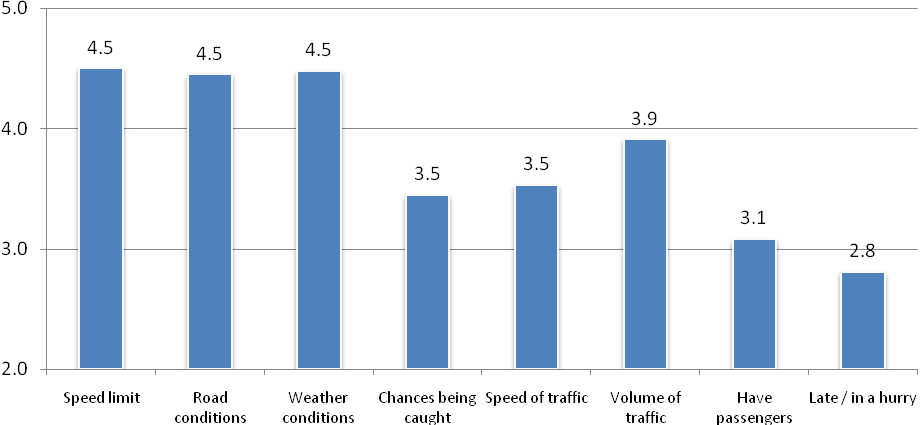 5.0
4.5
4.5
4.5
4.0
3.9
3.5
3.5
3.1
3.0
2.8
2.0
Speed limit
Road
conditions
Weather
conditions
Chances being
caught
Speed of traffic
Volume of
traffic
Have
passengers
Late / in a hurry